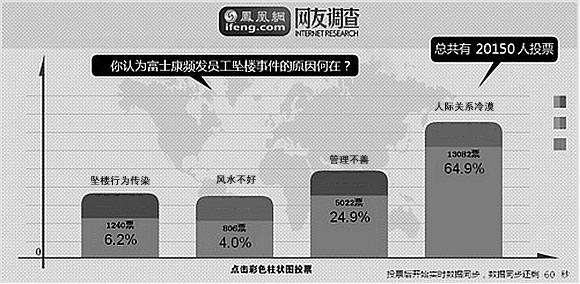 鳳凰網
ifeng.com
网友调查
INTERNET RESEARCH
你认为富士康频发员工坠楼事件的原因何在？
总共有 20150 人投票
坠楼行为传染
1240票
6.2%
风水不好
806票
4.0%
管理不善
5022票
24.9%
人际关系冷漠
13082票
64.9%
0
点击彩色柱状图投票
投票后开始实时数据同步，数据同步还剩 60 秒